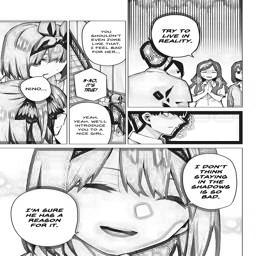 TRY TO
LIVE IN
REALITY.
YOU
SHOULDN'T
EVEN JOKE
LIKE THAT.
I FEEL BAD
FOR HER...
S-SO,
IT'S
TRUE!
NINO...
YEAH,
YEAH. WE'LL
INTRODUCE
YOU TO A
NICE GIRL.
I DON'T
THINK
STAYING
IN THE
SHADOWS
IS SO
BAD.
I'M SURE
HE HAS A
REASON
FOR IT.